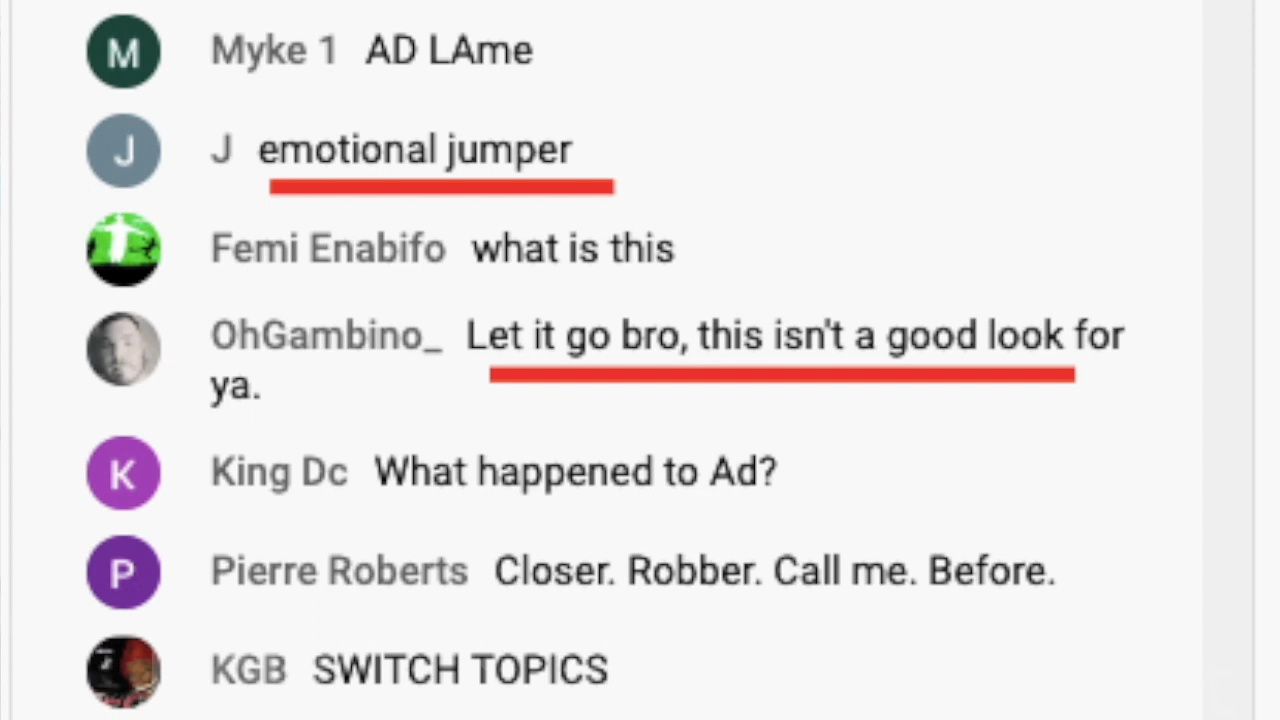 M Myke 1 AD LAme
J J emotional jumper
Femi Enabifo what is this
OhGambino_ Let it go bro, this isn't a good look for
ya.
K King Dc What happened to Ad?
P Pierre Roberts Closer. Robber. Call me. Before.
KGB SWITCH TOPICS